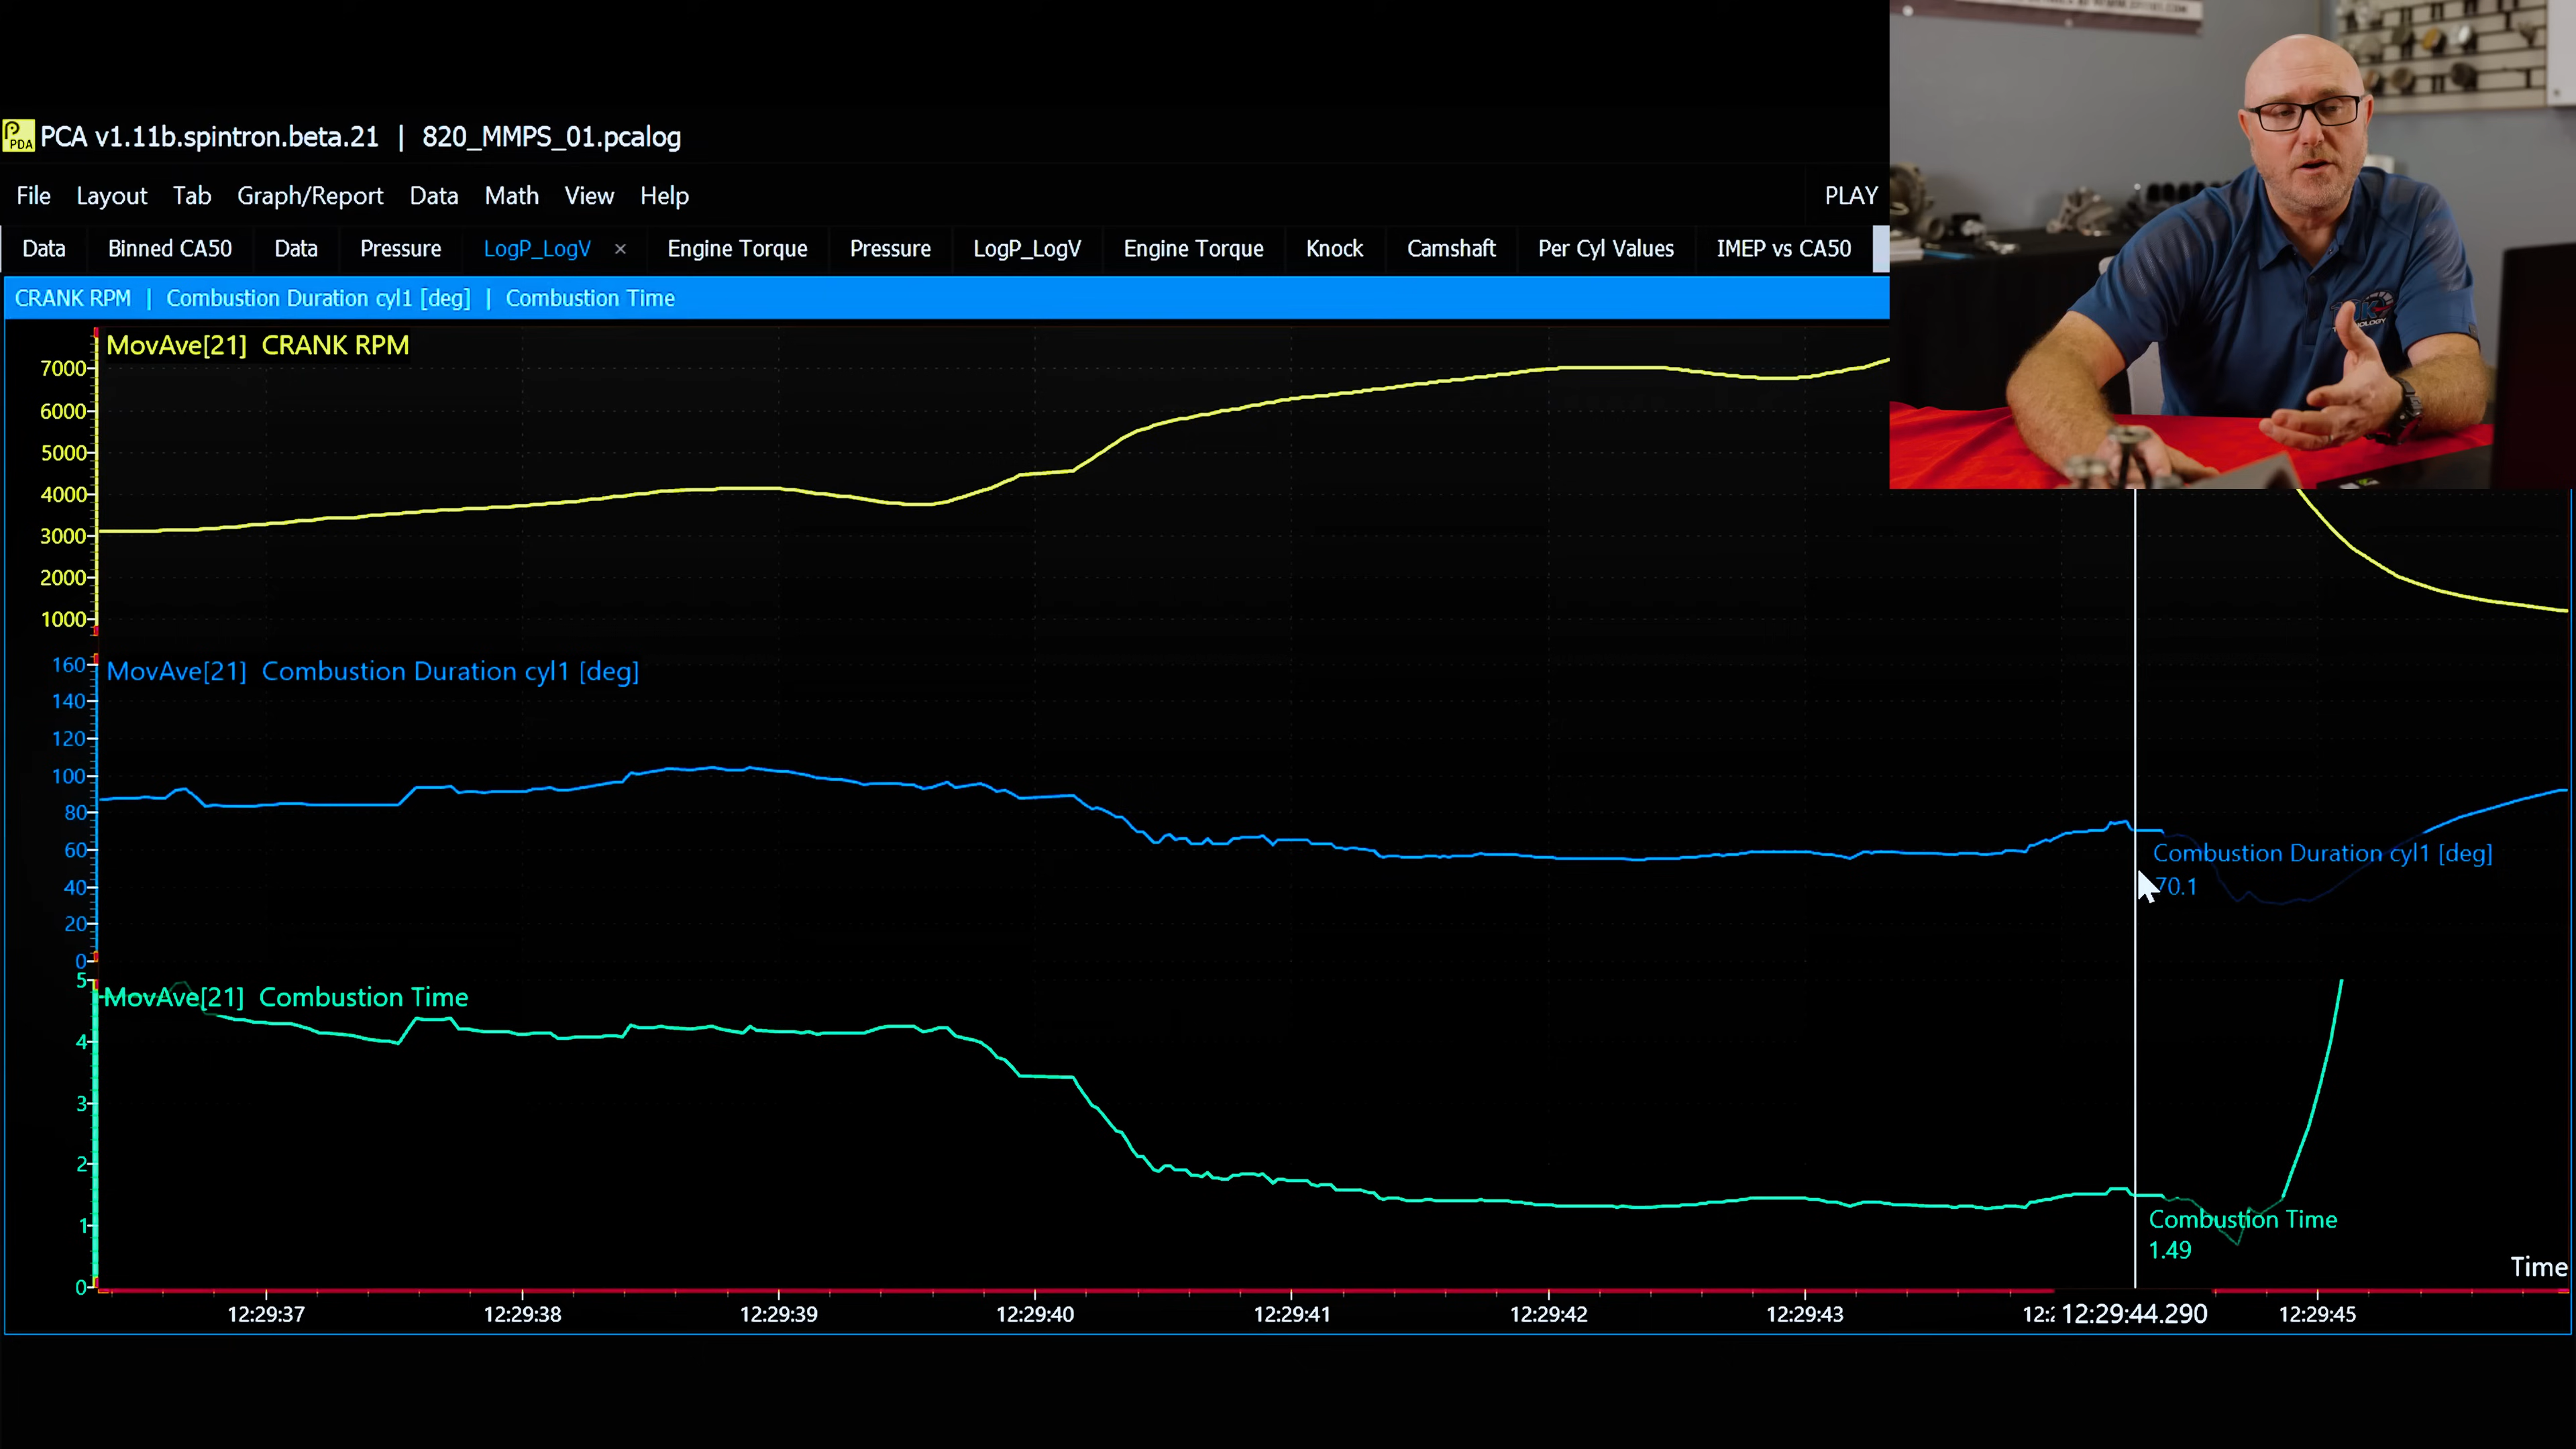 PCA v1.11b.spintron.beta.21 | 820_MMPS_01.pcalog
File Layout Tab Graph/Report Data Math View Help PLAY
Data Binned CA50 Data Pressure LogP_LogV × Engine Torque Pressure LogP_LogV Engine Torque Knock Camshaft Per Cyl Values IMEP vs CA50
CRANK RPM | Combustion Duration cyl1 [deg] | Combustion Time
MovAve[21] CRANK RPM
7000
6000
5000
4000
3000
2000
1000
MovAve[21] Combustion Duration cyl1 [deg]
160
140
120
100
80
60
40
20
0
Combustion Duration cyl1 [deg]
70.1
MovAve[21] Combustion Time
5
4
3
2
1
0
Combustion Time
1.49
Time
12:29:37 12:29:38 12:29:39 12:29:40 12:29:41 12:29:42 12:29:43 12:29:44.290 12:29:45
PDA
TECHNOLOGY